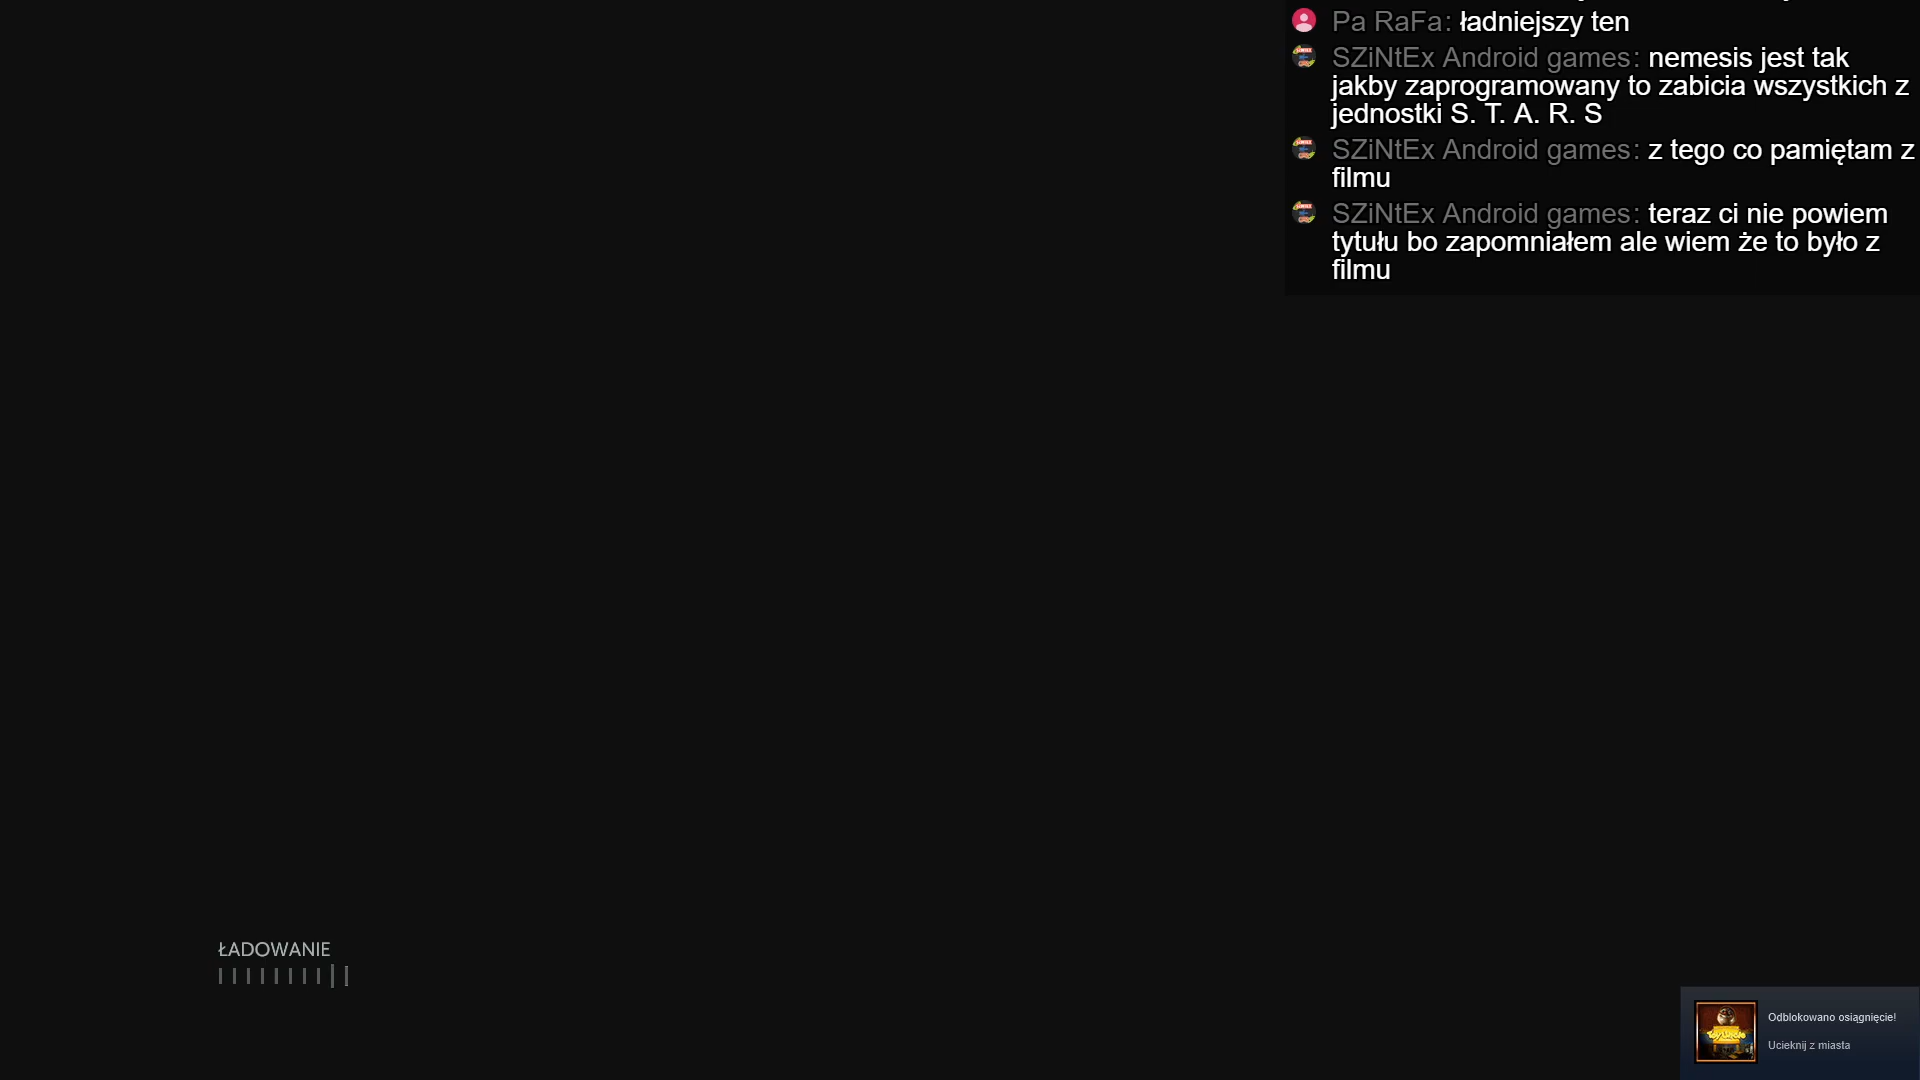 Pa RaFa: ładniejszy ten
SZiNtEx Android games: nemesis jest tak
jakby zaprogramowany to zabicia wszystkich z
jednostki S. T. A. R. S
SZiNtEx Android games: z tego co pamiętam z
filmu
SZiNtEx Android games: teraz ci nie powiem
tytułu bo zapomniałem ale wiem że to było z
filmu
ŁADOWANIE
Odblokowano osiągnięcie!
Ucieknij z miasta